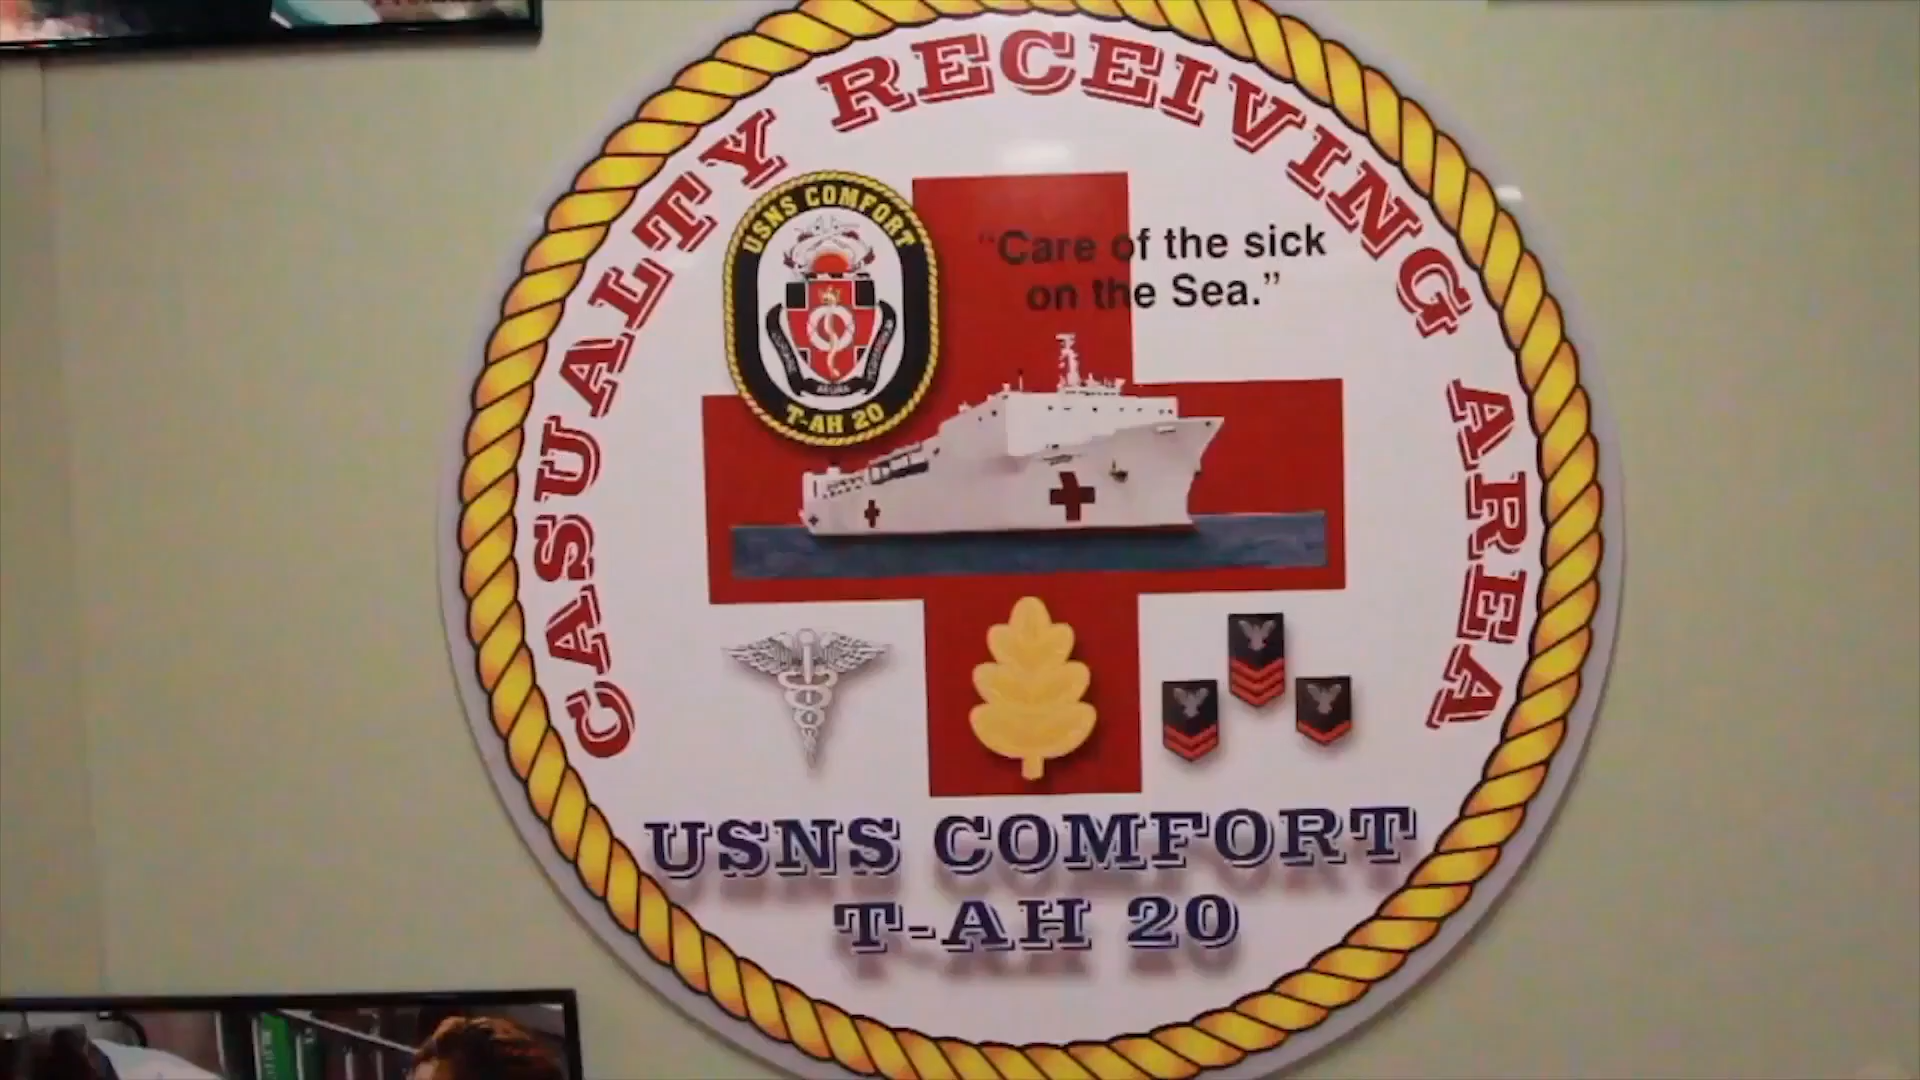 CASUALTY RECEIVING AREA
USNS COMFORT
T-AH 20
“Care of the sick
on the Sea.”
USNS COMFORT
T-AH 20